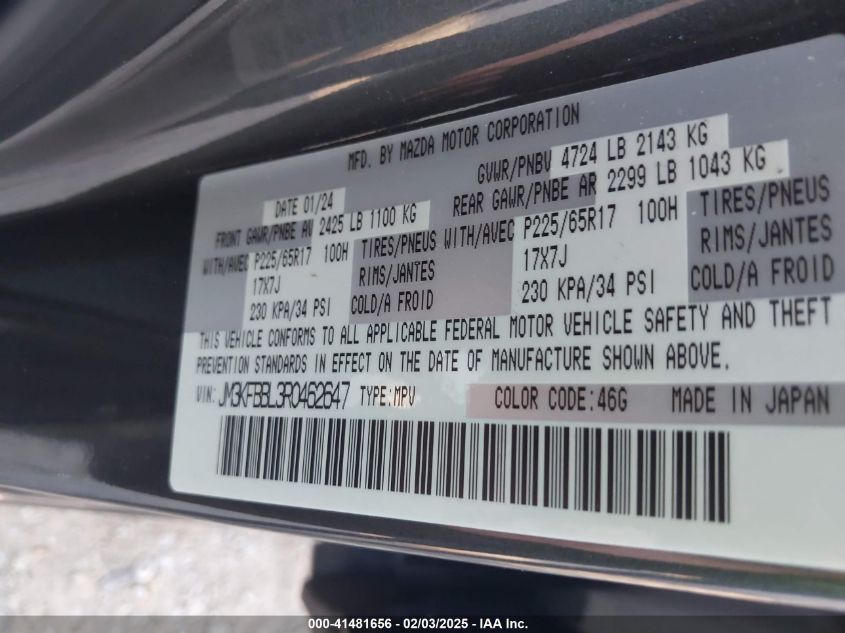 MFD. BY MAZDA MOTOR CORPORATION
DATE 01/24 GVWR/PNBV 4724 LB 2143 KG
FRONT GAWR/PNBE AV 2425 LB 1100 KG REAR GAWR/PNBE AR 2299 LB 1043 KG
WITH/AVEC P225/65R17 100H TIRES/PNEUS WITH/AVEC P225/65R17 100H TIRES/PNEUS
17X7J RIMS/JANTES 17X7J RIMS/JANTES
230 KPA/34 PSI COLD/A FROID 230 KPA/34 PSI COLD/A FROID
THIS VEHICLE CONFORMS TO ALL APPLICABLE FEDERAL MOTOR VEHICLE SAFETY AND THEFT
PREVENTION STANDARDS IN EFFECT ON THE DATE OF MANUFACTURE SHOWN ABOVE.
VIN: JM3KFBBL3R0462647 TYPE:MPV COLOR CODE:46G MADE IN JAPAN
000-41481656 - 02/03/2025 - IAA Inc.